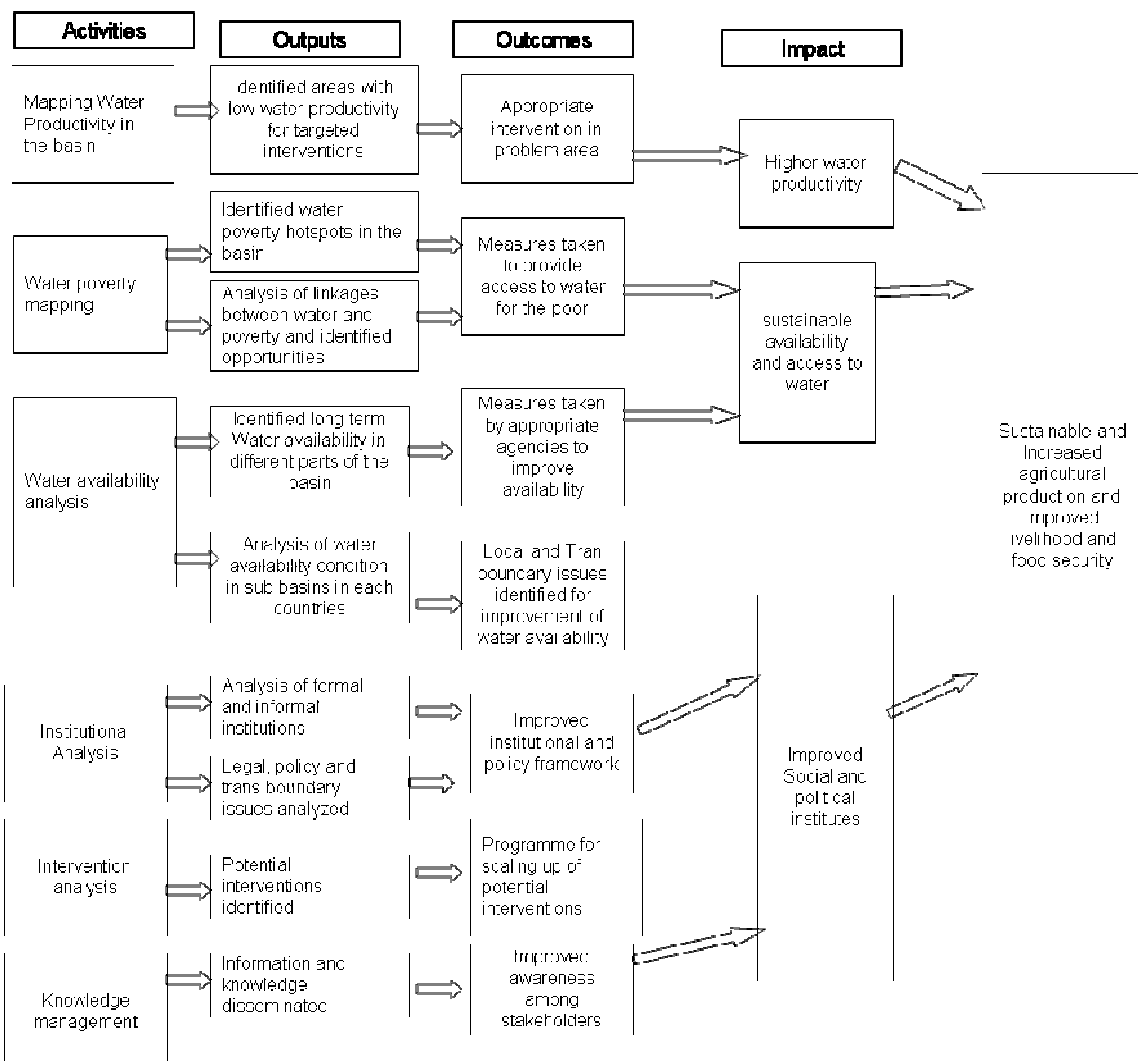 Activities
Outputs
Outcomes
Impact
Mapping Water
Productivity in
the basin
Identified areas with
low water productivity
for targeted
interventions
Appropriate
intervention in
problem area
Higher water
productivity
Water poverty
mapping
Identified water
poverty hotspots in the
basin
Analysis of linkages
between water and
poverty and identified
opportunities
Measures taken
to provide
access to water
for the poor
sustainable
availability
and access to
water
Water availability
analysis
Identified long term
Water availability in
different parts of the
basin
Measures taken
by appropriate
agencies to
improve
availability
Analysis of water
availability condition
in sub basins in each
countries
Local and Tran
boundary issues
identified for
improvement of
water availability
Sustainable and
Increased
agricultural
production and
improved
livelihood and
food security
Institutional
Analysis
Analysis of formal
and informal
institutions
Legal, policy and
trans boundary
issues analyzed
Improved
institutional and
policy framework
Improved
Social and
political
institutes
Intervention
analysis
Potential
interventions
identified
Programme for
scaling up of
potential
interventions
Knowledge
management
Information and
knowledge
disseminated
Improved
awareness
among
stakeholders